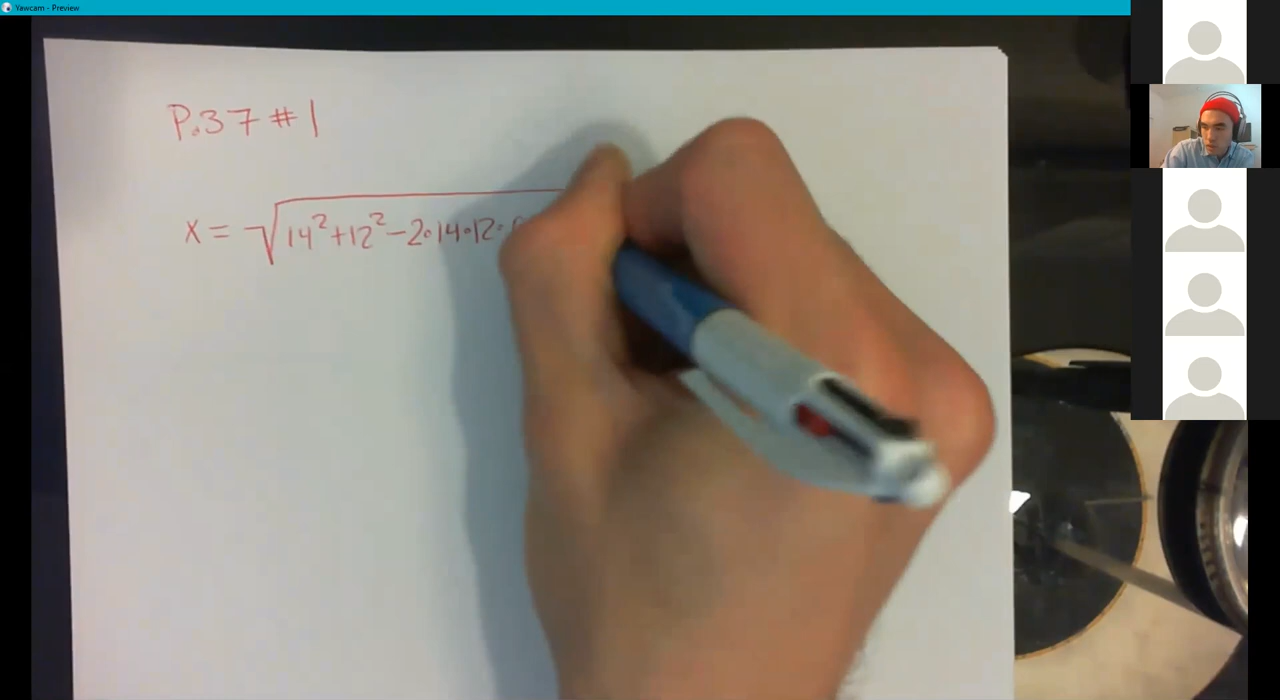 Yawcam - Preview
P.37 #1
x = √14²+12²-2·14·12·